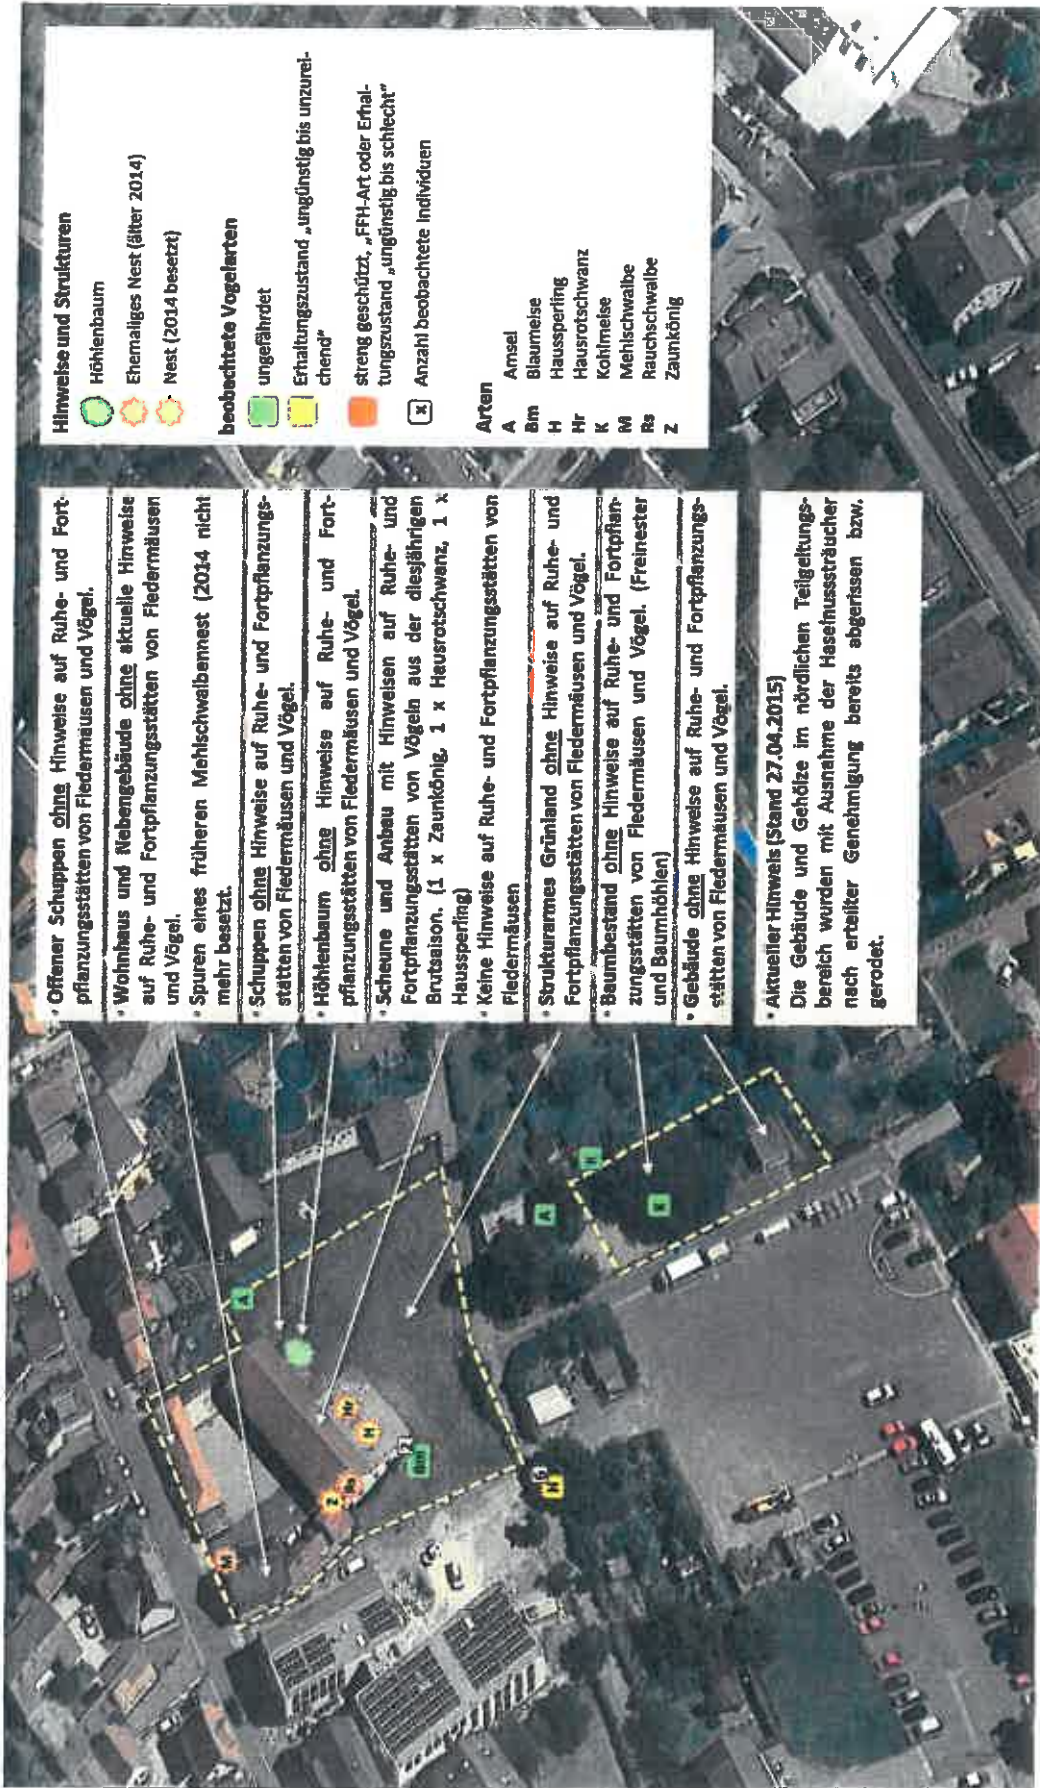 • Offener Schuppen ohne Hinweise auf Ruhe- und Fort-
pflanzungsstätten von Fledermäusen und Vögel.
• Wohnhaus und Nebengebäude ohne aktuelle Hinweise
auf Ruhe- und Fortpflanzungsstätten von Fledermäusen
und Vögel.
• Spuren eines früheren Mehlschwalbennest (2014 nicht
mehr besetzt.
• Schuppen ohne Hinweise auf Ruhe- und Fortpflanzungs-
stätten von Fledermäusen und Vögel.
• Höhlenbaum ohne Hinweise auf Ruhe- und Fort-
pflanzungsstätten von Fledermäusen und Vögel.
• Scheune und Anbau mit Hinweisen auf Ruhe- und
Fortpflanzungsstätten von Vögeln aus der diesjährigen
Brutsaison. (1 x Zaunkönig, 1 x Hausrotschwanz, 1 x
Haussperling)
• Keine Hinweise auf Ruhe- und Fortpflanzungsstätten von
Fledermäusen
• Strukturarmes Grünland ohne Hinweise auf Ruhe- und
Fortpflanzungsstätten von Fledermäusen und Vögel.
• Baumbestand ohne Hinweise auf Ruhe- und Fortpflan-
zungsstätten von Fledermäusen und Vögel. (Freinester
und Baumhöhlen)
• Gebäude ohne Hinweise auf Ruhe- und Fortpflanzungs-
stätten von Fledermäusen und Vögel.
• Aktueller Hinweis (Stand 27.04.2015)
Die Gebäude und Gehölze im nördlichen Teilgeltungs-
bereich wurden mit Ausnahme der Haselnusssträucher
nach erteilter Genehmigung bereits abgerissen bzw.
gerodet.
Hinweise und Strukturen
Höhlenbaum
Ehemaliges Nest (älter 2014)
Nest (2014 besetzt)
beobachtete Vogelarten
ungefährdet
Erhaltungszustand „ungünstig bis unzurei-
chend"
streng geschützt, „FFH-Art oder Erhal-
tungszustand „ungünstig bis schlecht"
x Anzahl beobachtete Individuen
Arten
A Amsel
Bm Blaumeise
H Haussperling
Hr Hausrotschwanz
K Kohlmeise
M Mehlschwalbe
Rs Rauchschwalbe
Z Zaunkönig
M
A
Z
Rs
Hr
H
2
Bm
A
K